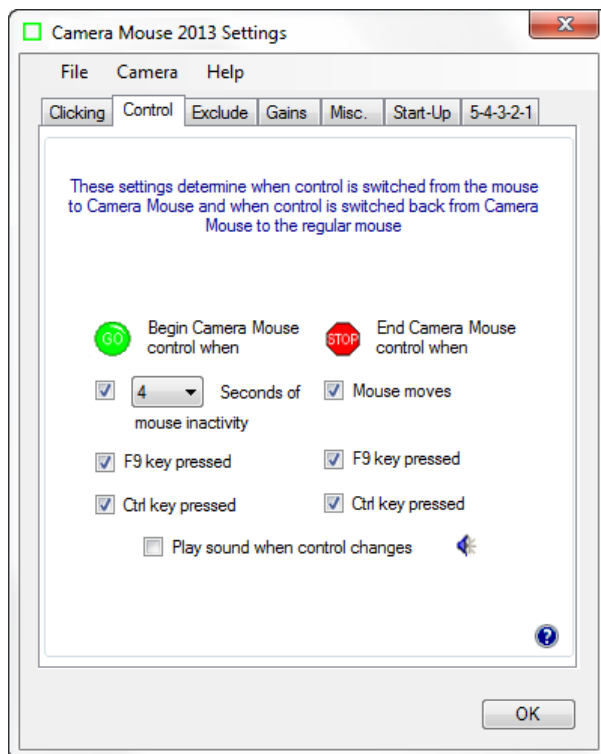 Camera Mouse 2013 Settings
x
File Camera Help
Clicking Control Exclude Gains Misc. Start-Up 5-4-3-2-1
These settings determine when control is switched from the mouse
to Camera Mouse and when control is switched back from Camera
Mouse to the regular mouse
GO Begin Camera Mouse
control when
STOP End Camera Mouse
control when
4 Seconds of
mouse inactivity
Mouse moves
F9 key pressed
F9 key pressed
Ctrl key pressed
Ctrl key pressed
Play sound when control changes
?
OK